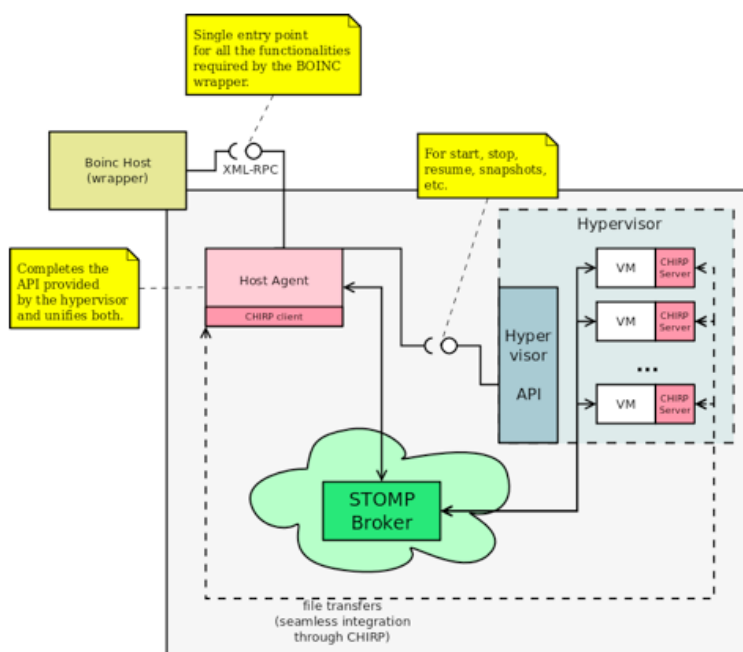 Single entry point
for all the functionalities
required by the BOINC
wrapper.
Boinc Host
(wrapper)
XML-RPC
For start, stop,
resume, snapshots,
etc.
Hypervisor
Completes the
API provided
by the hypervisor
and unifies both.
Host Agent
CHIRP client
VM
CHIRP
Server
VM
CHIRP
Server
...
VM
CHIRP
Server
Hyper
visor
API
STOMP
Broker
file transfers
(seamless integration
through CHIRP)